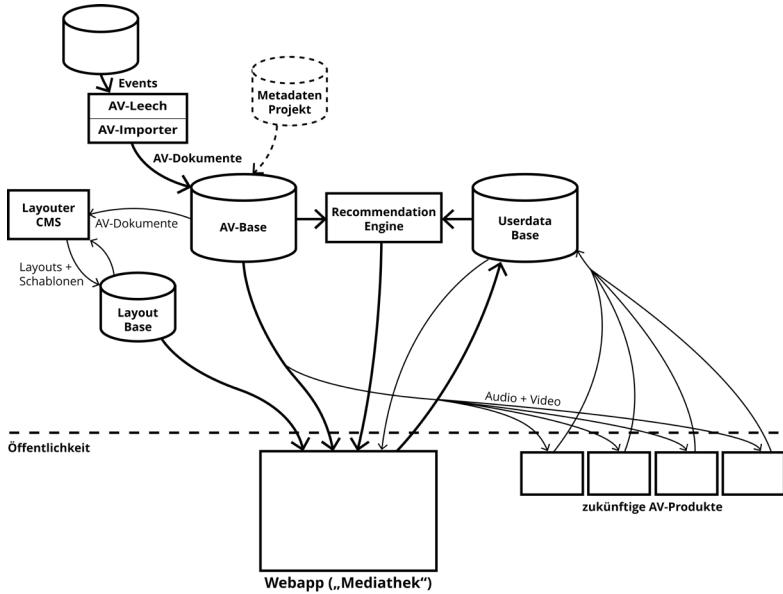 Events
AV-Leech
AV-Importer
Metadaten
Projekt
AV-Dokumente
Layouter
CMS
AV-Dokumente
AV-Base
Recommendation
Engine
Userdata
Base
Layouts +
Schablonen
Layout
Base
Audio + Video
Öffentlichkeit
zukünftige AV-Produkte
Webapp („Mediathek“)